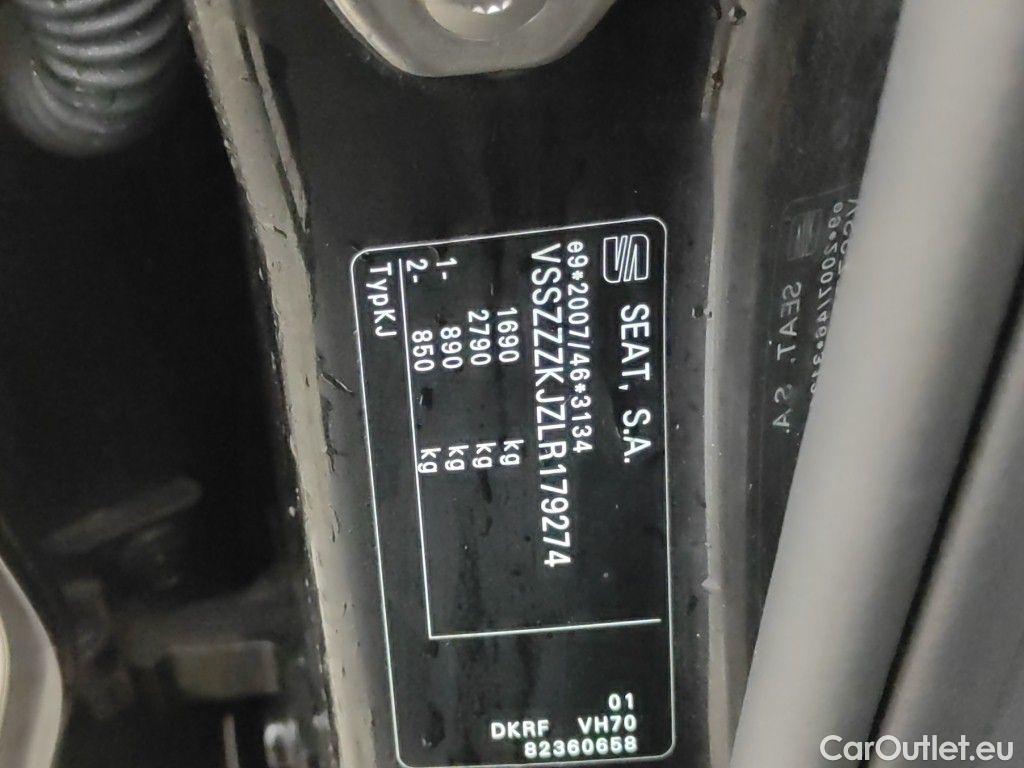 SEAT, S.A.
e9*2007/46*3134
VSSZZZKJZLR179274
1690 kg
2790 kg
1- 890 kg
2- 850 kg
TypKJ
01
DKRF VH70
82360658
SEAT, S.A.
CarOutlet.eu